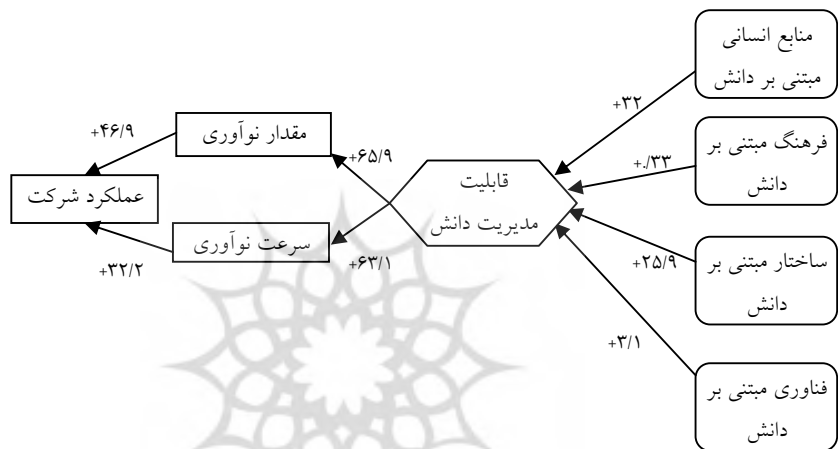 منابع انسانی
مبتنی بر دانش
+۳۲
فرهنگ مبتنی بر
دانش
+./۳۳
ساختار مبتنی بر
دانش
+۲۵/۹
فناوری مبتنی بر
دانش
+۳/۱
قابلیت
مدیریت دانش
+۶۵/۹
+۶۳/۱
مقدار نوآوری
سرعت نوآوری
+۴۶/۹
+۳۲/۲
عملکرد شرکت